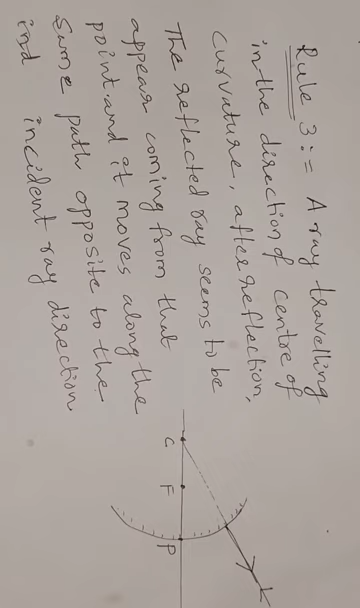 Rule 3:= A ray travelling
in the direction of centre of
curvature, after reflection,
The reflected ray seems to be
appear coming from that
point and it moves along the
same path opposite to the
ind incident ray direction
C F P